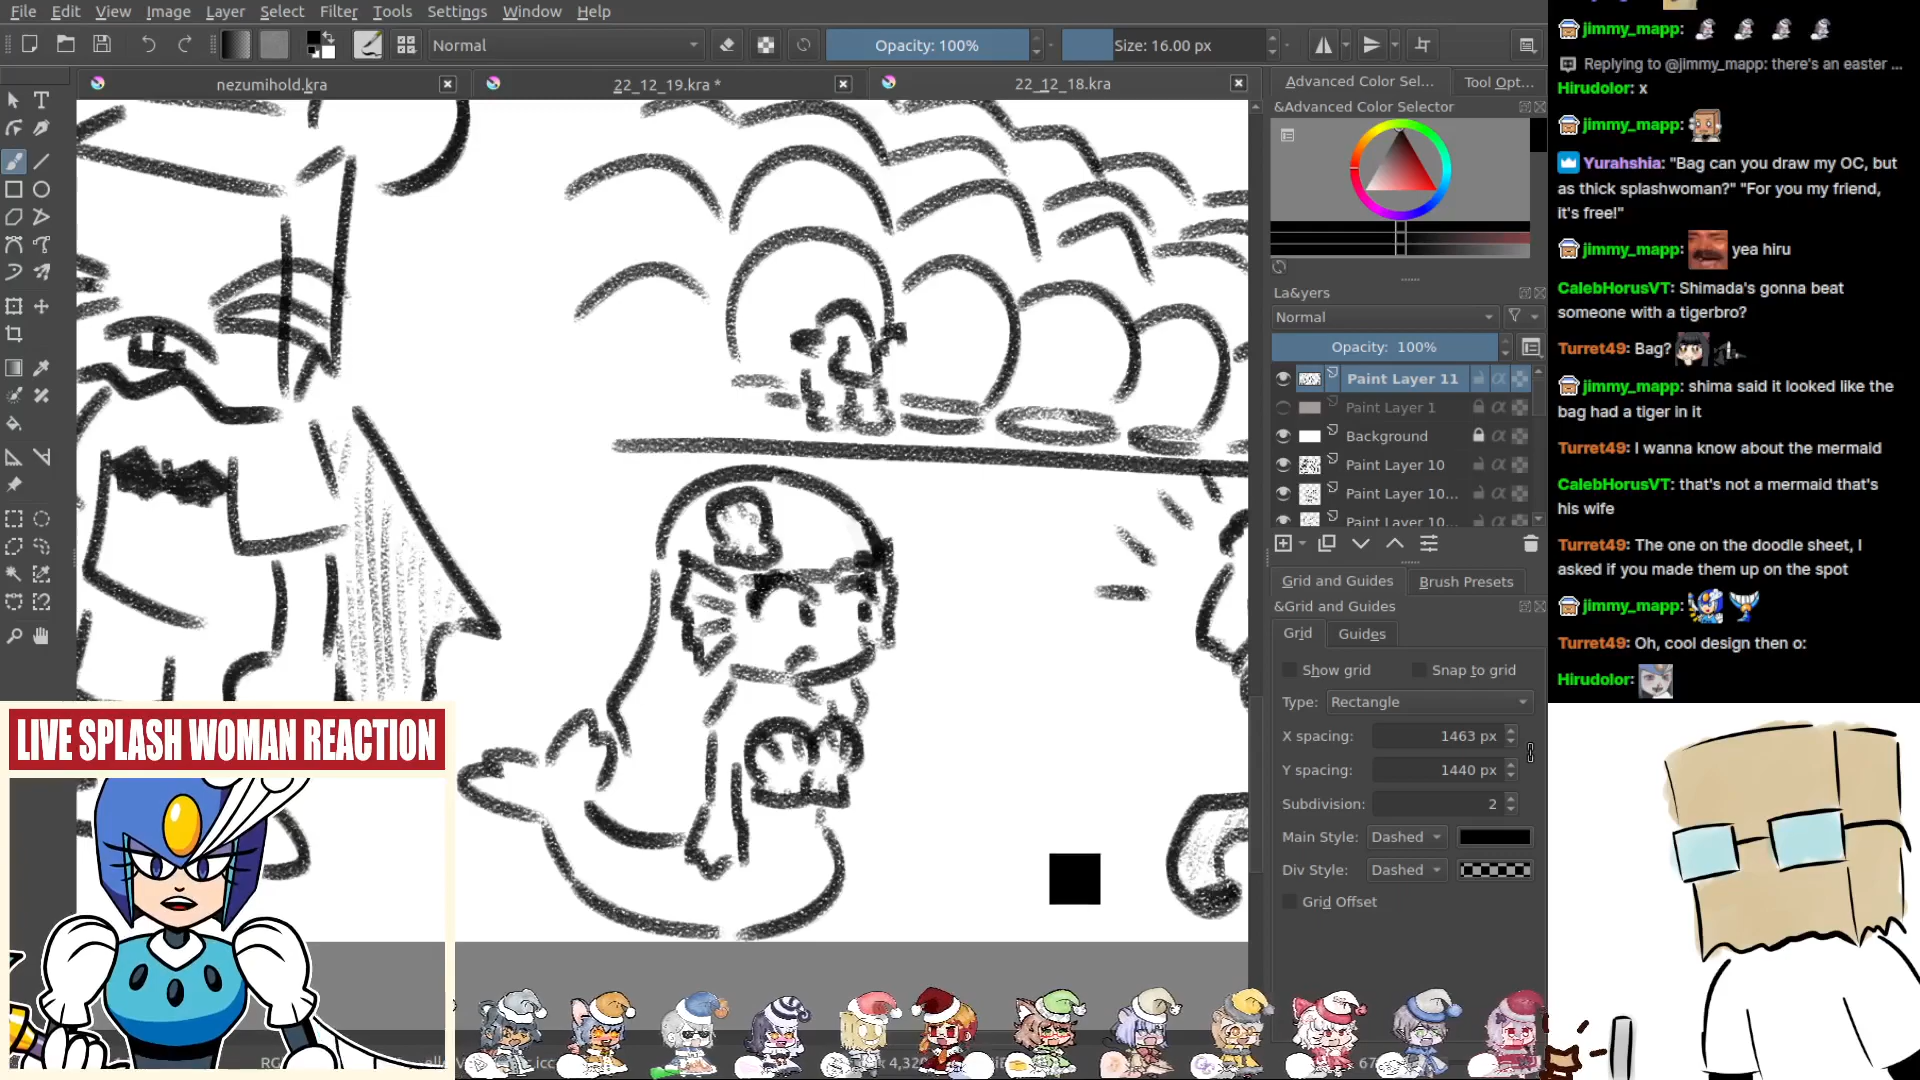 File Edit View Image Layer Select Filter Tools Settings Window Help
Normal
Opacity: 100%
Size: 16.00 px
nezumihold.kra
22_12_19.kra *
22_12_18.kra
Advanced Color Sel...
Tool Opt...
&Advanced Color Selector
La&yers
Normal
Opacity: 100%
Paint Layer 11
Paint Layer 1
Background
Paint Layer 10
Paint Layer 10...
Paint Layer 10...
Grid and Guides
Brush Presets
&Grid and Guides
Grid
Guides
Show grid
Snap to grid
Type: Rectangle
X spacing: 1463 px
Y spacing: 1440 px
Subdivision: 2
Main Style: Dashed
Div Style: Dashed
Grid Offset
jimmy_mapp:
Replying to @jimmy_mapp: there's an easter ...
Hirudolor: x
jimmy_mapp:
Yurahshia: "Bag can you draw my OC, but
as thick splashwoman?" "For you my friend,
it's free!"
jimmy_mapp: yea hiru
CalebHorusVT: Shimada's gonna beat
someone with a tigerbro?
Turret49: Bag?
jimmy_mapp: shima said it looked like the
bag had a tiger in it
Turret49: I wanna know about the mermaid
CalebHorusVT: that's not a mermaid that's
his wife
Turret49: The one on the doodle sheet, I
asked if you made them up on the spot
jimmy_mapp:
Turret49: Oh, cool design then o:
Hirudolor:
LIVE SPLASH WOMAN REACTION